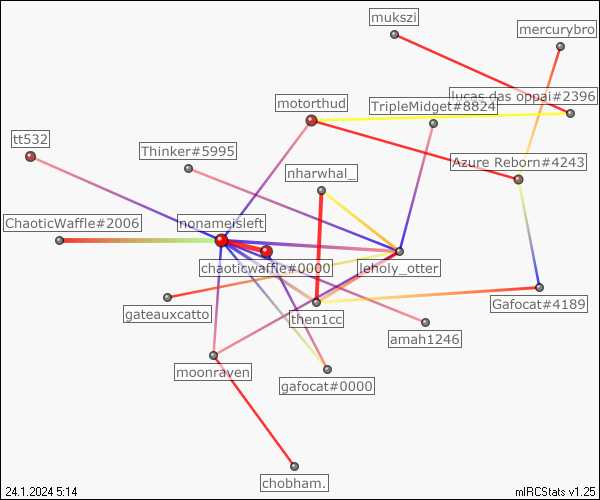 mukszi
mercurybro
lucas das oppai#2396
motorthud
TripleMidget#8824
tt532
Thinker#5995
Azure Reborn#4243
nharwhal_
ChaoticWaffle#2006
nonameisleft
chaoticwaffle#0000
leholy_otter
Gafocat#4189
gateauxcatto
then1cc
amah1246
moonraven
gafocat#0000
chobham.
24.1.2024 5:14
mIRCStats v1.25